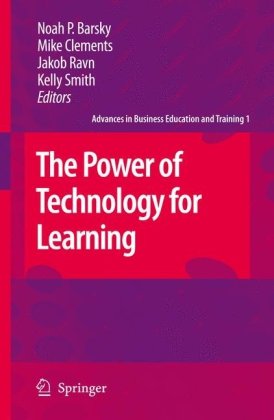 Noah P. Barsky
Mike Clements
Jakob Ravn
Kelly Smith
Editors
Advances in Business Education and Training 1
The Power of
Technology for
Learning
Springer